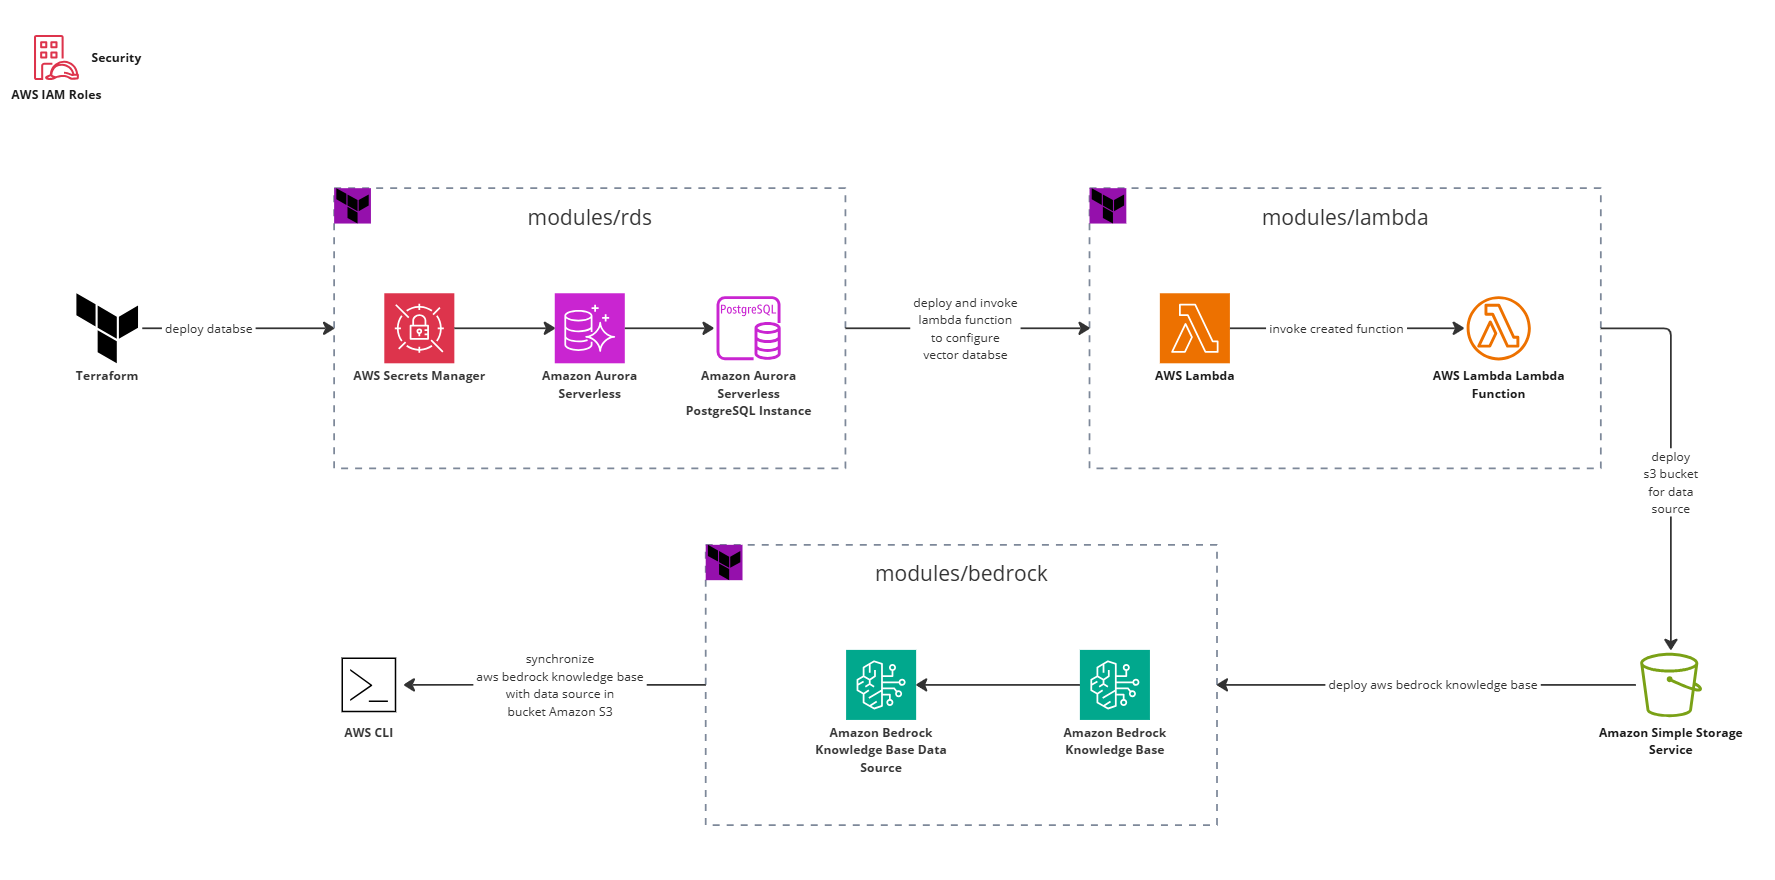 Security
AWS IAM Roles
modules/rds
modules/lambda
Terraform
deploy databse
AWS Secrets Manager
Amazon Aurora
Serverless
PostgreSQL
Amazon Aurora
Serverless
PostgreSQL Instance
deploy and invoke
lambda function
to configure
vector databse
AWS Lambda
invoke created function
AWS Lambda Lambda
Function
deploy
s3 bucket
for data
source
Amazon Simple Storage
Service
deploy aws bedrock knowledge base
modules/bedrock
Amazon Bedrock
Knowledge Base
Amazon Bedrock
Knowledge Base Data
Source
synchronize
aws bedrock knowledge base
with data source in
bucket Amazon S3
AWS CLI